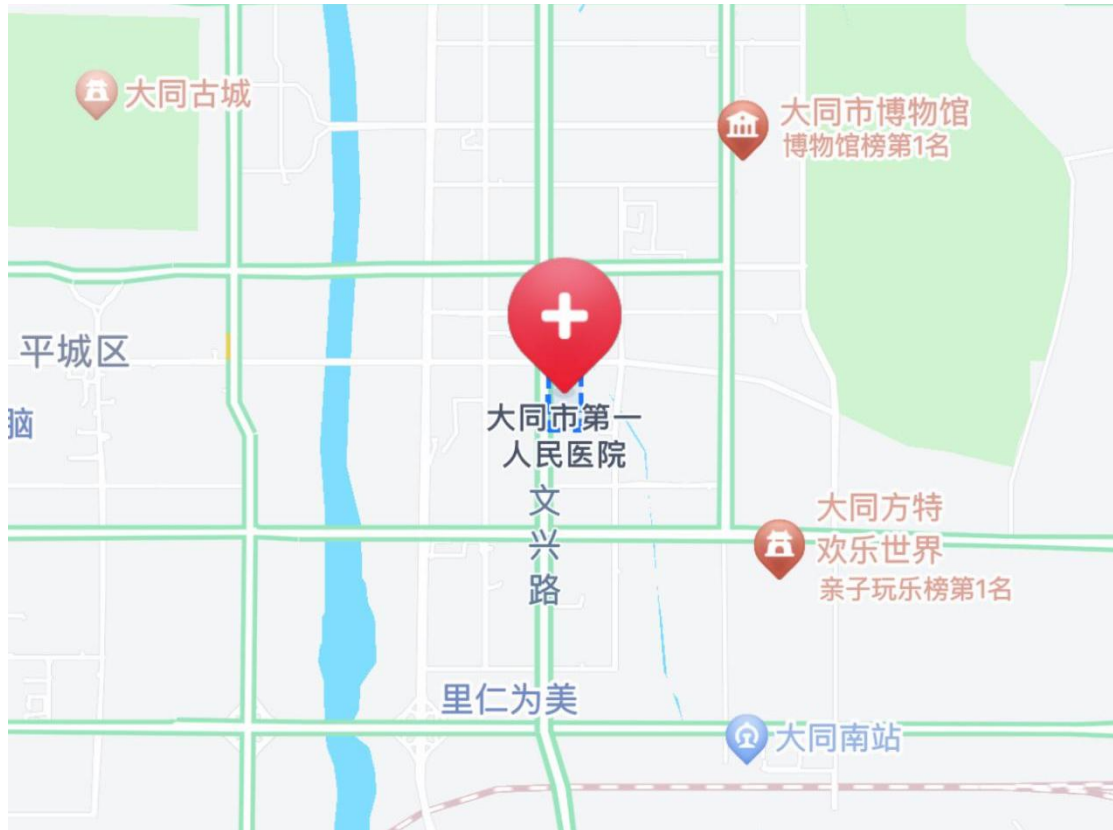 大同古城
大同市博物馆
博物馆榜第1名
平城区
脑
大同市第一
人民医院
文
兴
路
大同方特
欢乐世界
亲子玩乐榜第1名
里仁为美
大同南站